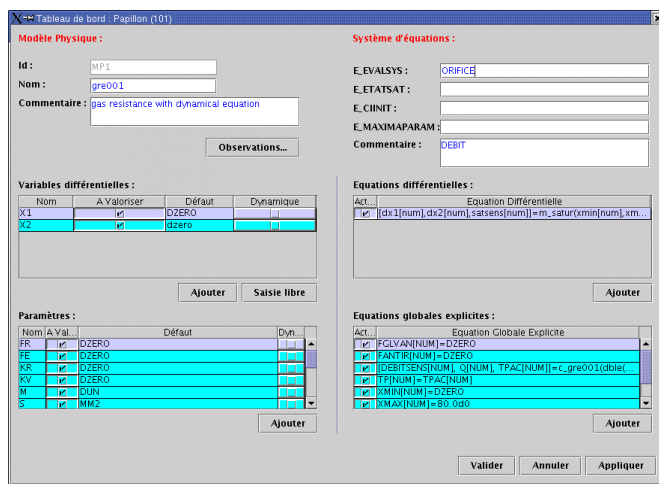 Tableau de bord : Papillon (101)
Modèle Physique :
Système d'équations :
Id :
MP1
Nom :
gre001
Commentaire :
gas resistance with dynamical equation
Observations...
E_EVALSYS :
ORIFICE
E_ETATSAT :
E_CIINIT :
E_MAXIMAPARAM :
Commentaire :
DEBIT
Variables différentielles :
Nom A Valoriser Défaut Dynamique
X1 DZERO
X2 dzero
Ajouter Saisie libre
Equations différentielles :
Act... Equation Différentielle
[dx1[num],dx2[num],satsens[num]]=m_satur(xmin[num],xm...
Ajouter
Paramètres :
Nom A Val... Défaut Dyn...
FR DZERO
FE DZERO
KR DZERO
KV DZERO
M DUN
S MM2
Ajouter
Equations globales explicites :
Act... Equation Globale Explicite
FGLVAN[NUM]=DZERO
FANTIR[NUM]=DZERO
[DEBITSENS[NUM], Q[NUM], TPAC[NUM]]=c_gre001(dble(...
TP[NUM]=TPAC[NUM]
XMIN[NUM]=DZERO
XMAX[NUM]=80.0d0
Ajouter
Valider Annuler Appliquer